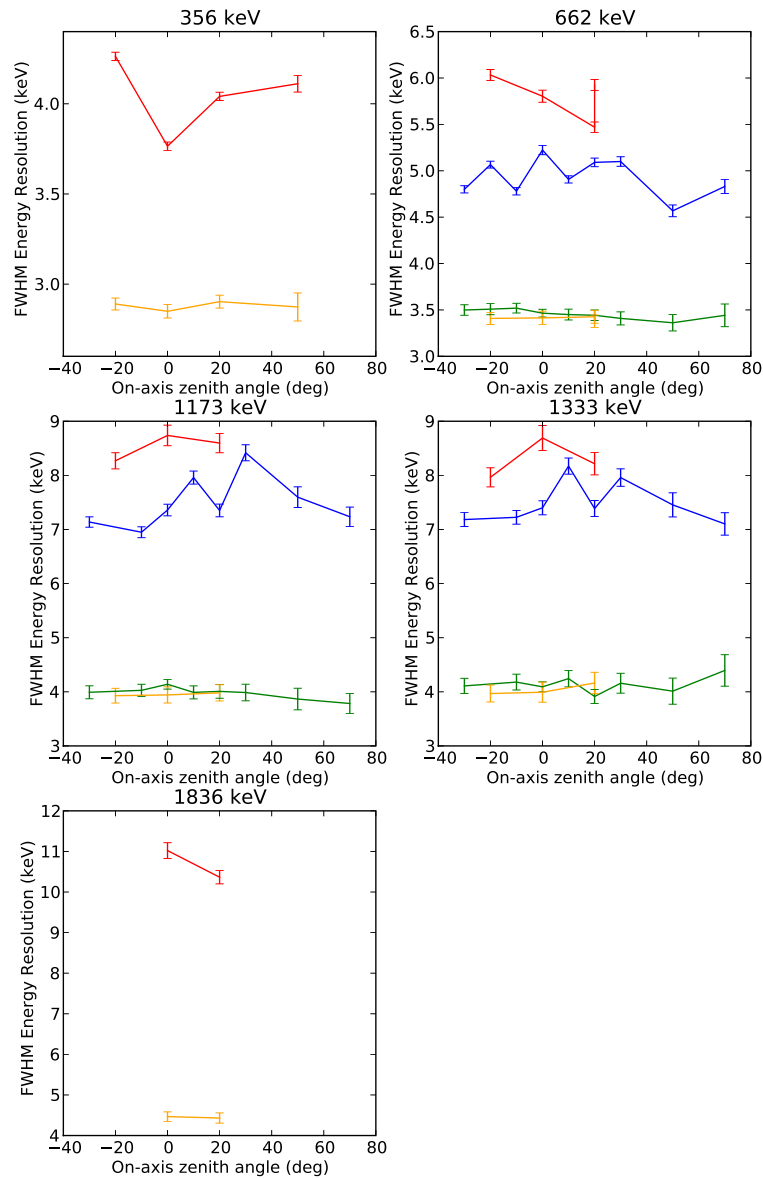 356 keV
FWHM Energy Resolution (keV)
4.0
3.5
3.0
−40 −20 0 20 40 60 80
On-axis zenith angle (deg)
662 keV
FWHM Energy Resolution (keV)
6.5
6.0
5.5
5.0
4.5
4.0
3.5
3.0
−40 −20 0 20 40 60 80
On-axis zenith angle (deg)
1173 keV
FWHM Energy Resolution (keV)
9
8
7
6
5
4
3
−40 −20 0 20 40 60 80
On-axis zenith angle (deg)
1333 keV
FWHM Energy Resolution (keV)
9
8
7
6
5
4
3
−40 −20 0 20 40 60 80
On-axis zenith angle (deg)
1836 keV
FWHM Energy Resolution (keV)
12
11
10
9
8
7
6
5
4
−40 −20 0 20 40 60 80
On-axis zenith angle (deg)